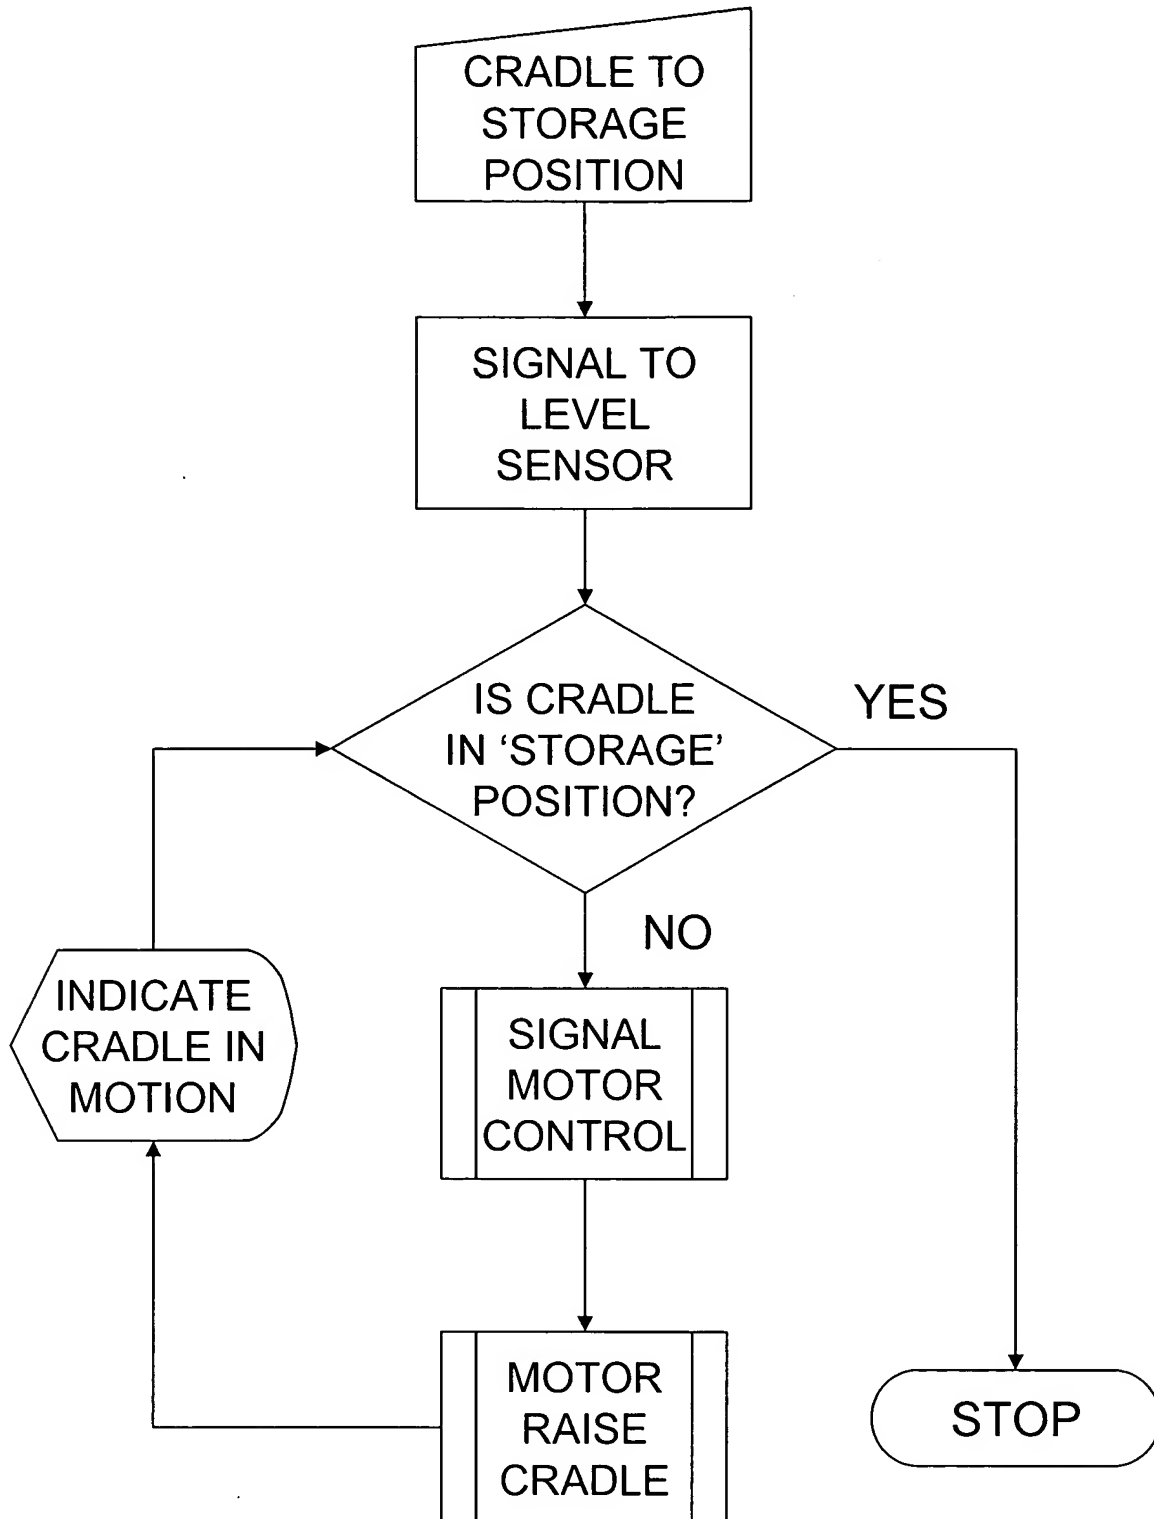 CRADLE TO
STORAGE
POSITION
SIGNAL TO
LEVEL
SENSOR
IS CRADLE
IN ‘STORAGE’
POSITION?
YES
NO
SIGNAL
MOTOR
CONTROL
INDICATE
CRADLE IN
MOTION
MOTOR
RAISE
CRADLE
STOP